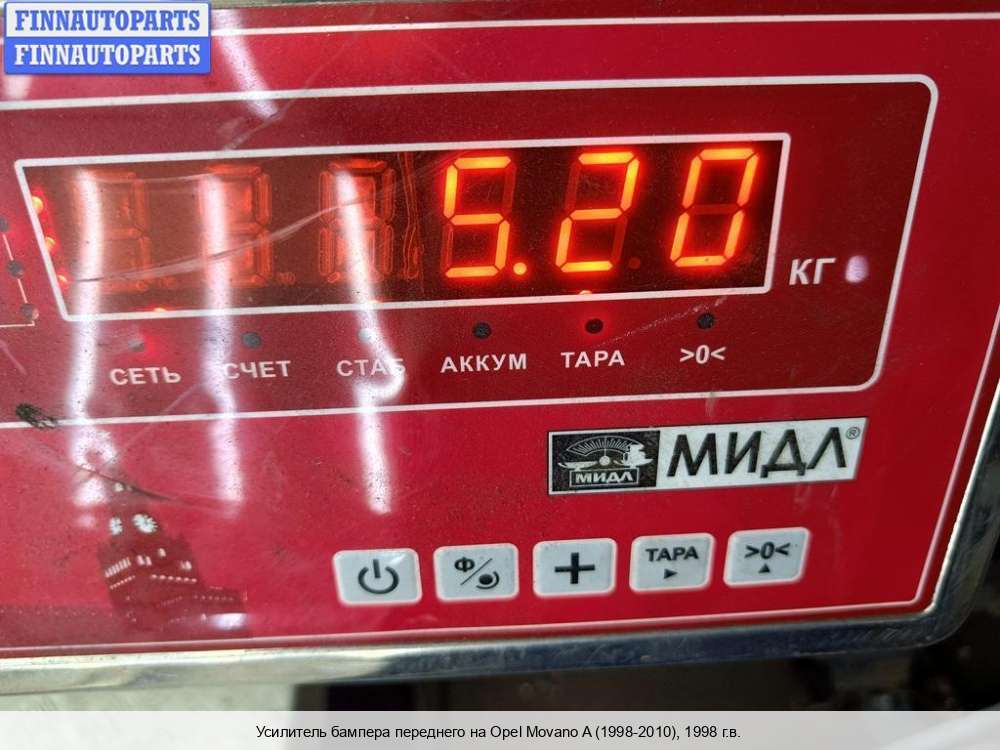 FINNAUTOPARTS
FINNAUTOPARTS
5.20
КГ
СЕТЬ СЧЕТ СТАБ АККУМ ТАРА >0<
МИДЛ МИДЛ®
Ф ТАРА >0<
Усилитель бампера переднего на Opel Movano A (1998-2010), 1998 г.в.